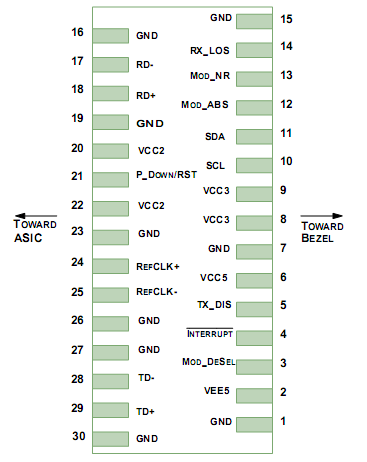 GND 15
16 GND
RX_LOS 14
17 RD-
MOD_NR 13
18 RD+
MOD_ABS 12
19 GND
SDA 11
20 VCC2
SCL 10
21 P_DOWN/RST
VCC3 9
22 VCC2
VCC3 8
TOWARD
ASIC
TOWARD
BEZEL
23 GND
GND 7
24 REFCLK+
VCC5 6
25 REFCLK-
TX_DIS 5
26 GND
INTERRUPT 4
27 GND
MOD_DESEL 3
28 TD-
VEE5 2
29 TD+
GND 1
30 GND